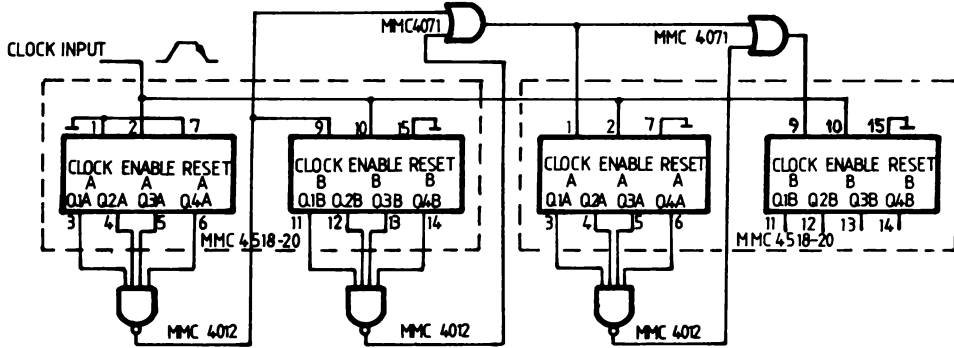 MMC4071
MMC 4071
CLOCK INPUT
1 2 7
9 10 15
1 2 7
9 10 15
CLOCK ENABLE RESET
A A A
Q1A Q2A Q3A Q4A
3 4 5 6
CLOCK ENABLE RESET
B B B
Q1B Q2B Q3B Q4B
11 12 13 14
MMC 4518-20
CLOCK ENABLE RESET
A A A
Q1A Q2A Q3A Q4A
3 4 5 6
CLOCK ENABLE RESET
B B B
Q1B Q2B Q3B Q4B
11 12 13 14
MMC 4518-20
MMC 4012
MMC 4012
MMC 4012